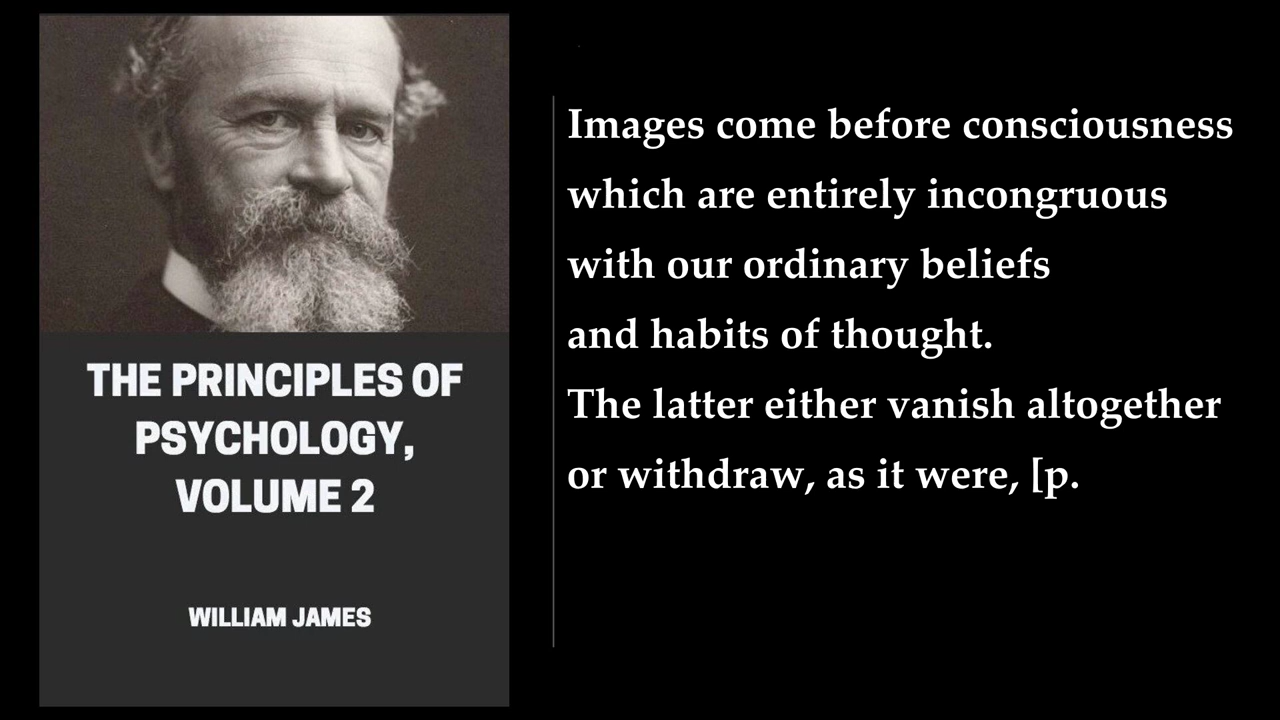 THE PRINCIPLES OF
PSYCHOLOGY,
VOLUME 2
WILLIAM JAMES
Images come before consciousness
which are entirely incongruous
with our ordinary beliefs
and habits of thought.
The latter either vanish altogether
or withdraw, as it were, [p.